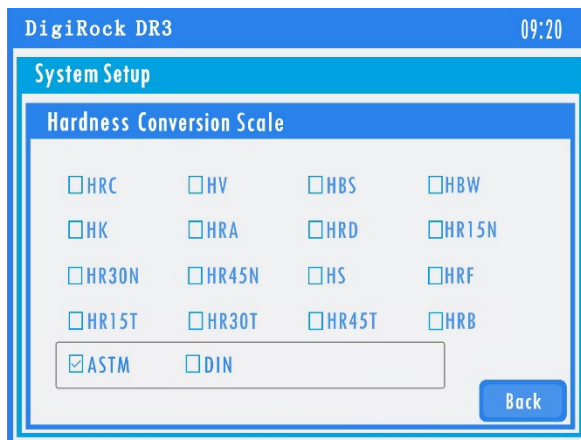 DigiRock DR3 09:20
System Setup
Hardness Conversion Scale
HRC HV HBS HBW
HK HRA HRD HR15N
HR30N HR45N HS HRF
HR15T HR30T HR45T HRB
ASTM DIN
Back